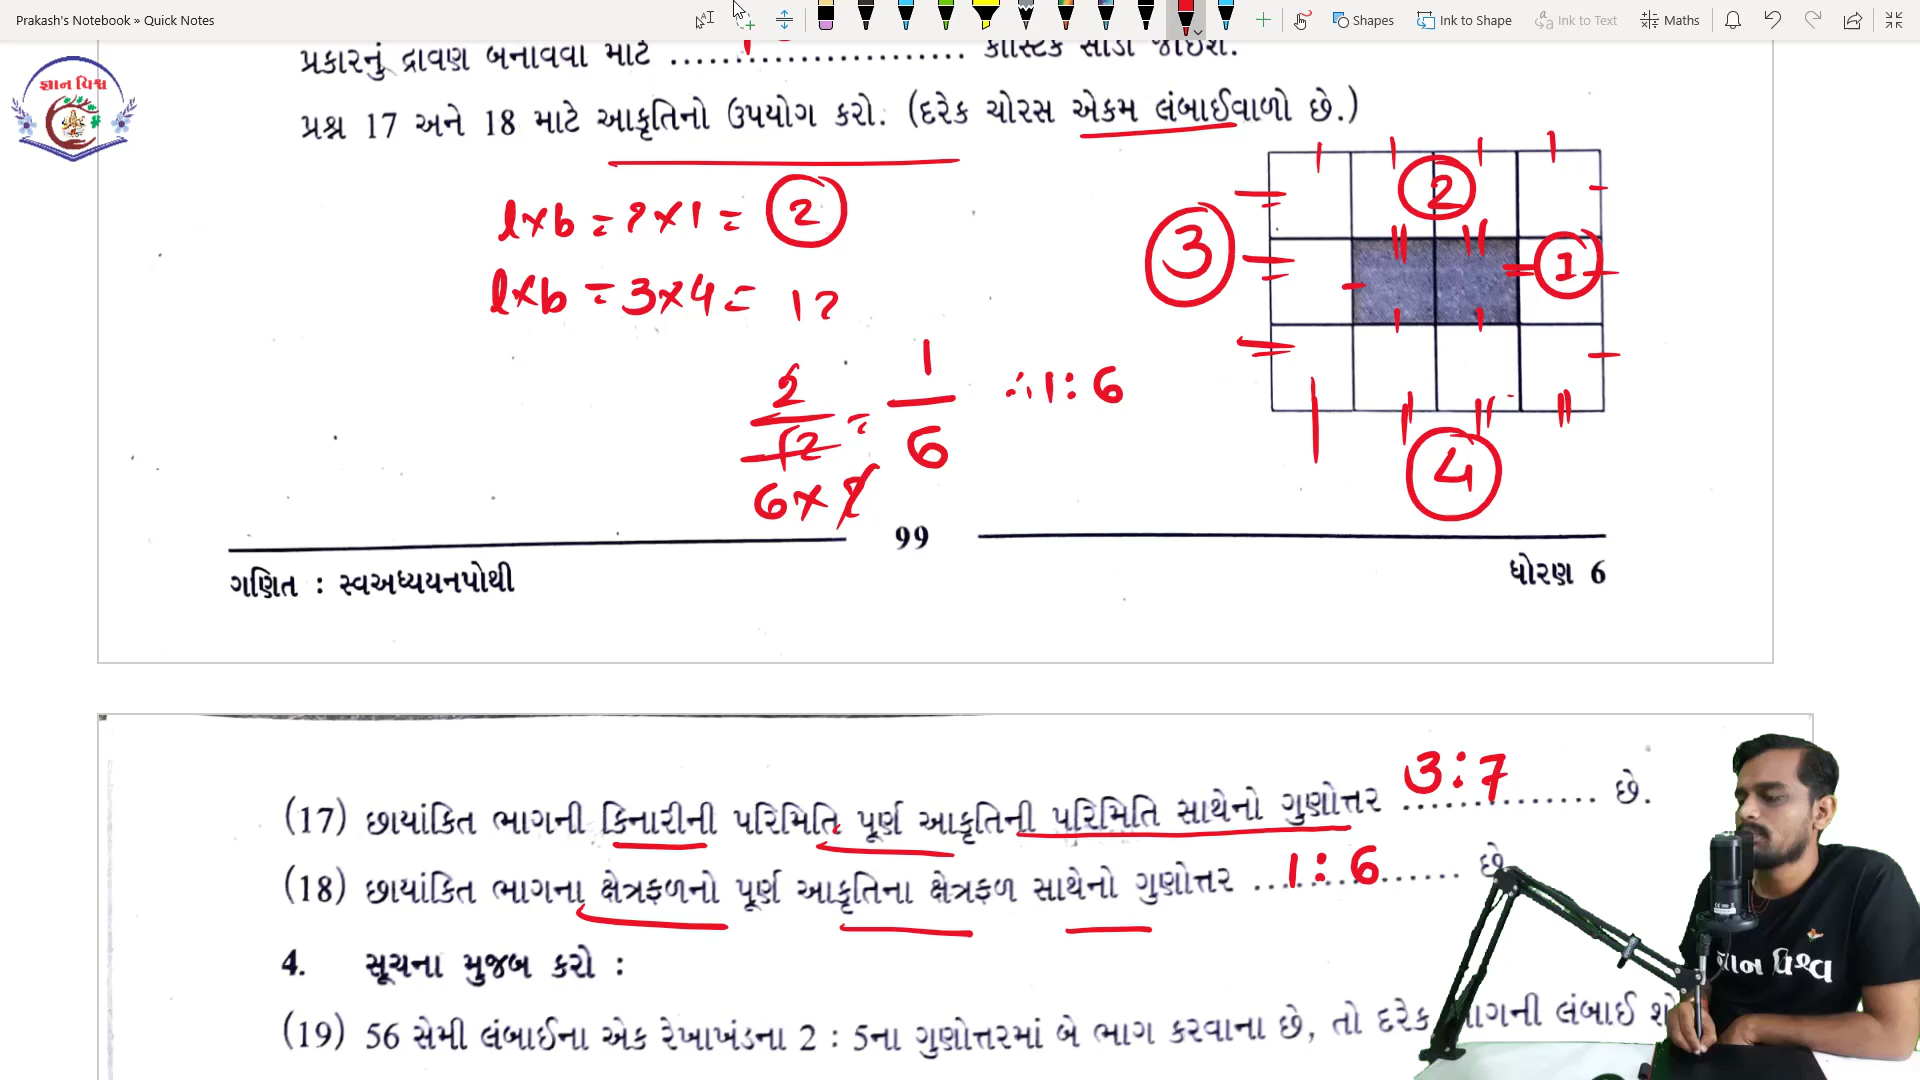 Prakash's Notebook » Quick Notes
Shapes
Ink to Shape
Ink to Text
Maths
જ્ઞાન વિશ્વ
પ્રકારનું દ્રાવણ બનાવવા માટે ...................... કોસ્ટિક સોડા જોઈશે.
પ્રશ્ન 17 અને 18 માટે આકૃતિનો ઉપયોગ કરો. (દરેક ચોરસ એકમ લંબાઈવાળો છે.)
l×b = 2×1 = 2
l×b = 3×4 = 12
2/12 = 1/6 ∴ 1:6
6×2
2
3
1
4
99
ગણિત : સ્વઅધ્યયનપોથી
ધોરણ 6
(17) છાયાંકિત ભાગની કિનારીની પરિમિતિ પૂર્ણ આકૃતિની પરિમિતિ સાથેનો ગુણોત્તર 3:7 .............. છે.
(18) છાયાંકિત ભાગના ક્ષેત્રફળનો પૂર્ણ આકૃતિના ક્ષેત્રફળ સાથેનો ગુણોત્તર 1:6 .............. છે
4. સૂચના મુજબ કરો :
(19) 56 સેમી લંબાઈના એક રેખાખંડના 2 : 5ના ગુણોત્તરમાં બે ભાગ કરવાના છે, તો દરેક ભાગની લંબાઈ
જ્ઞાન વિશ્વ